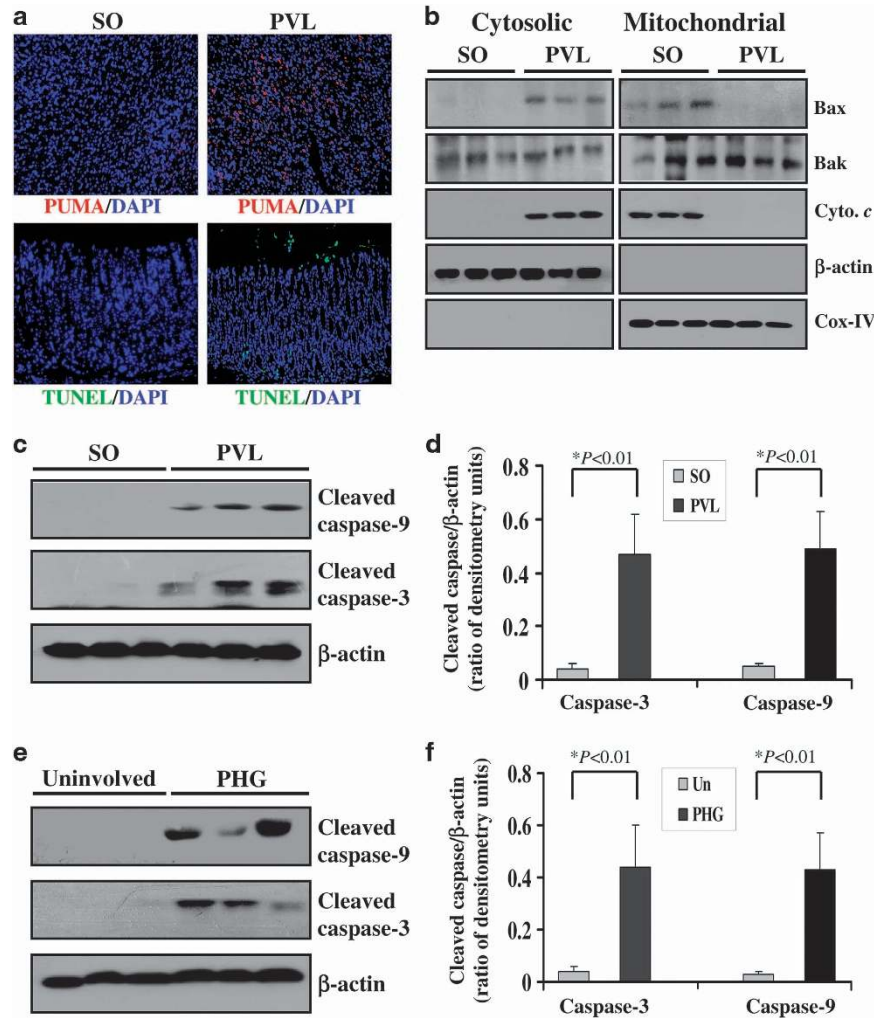 a
SO PVL
PUMA/DAPI PUMA/DAPI
TUNEL/DAPI TUNEL/DAPI
b
Cytosolic Mitochondrial
SO PVL SO PVL
Bax
Bak
Cyto. c
β-actin
Cox-IV
c
SO PVL
Cleaved
caspase-9
Cleaved
caspase-3
β-actin
d
Cleaved caspase/β-actin
(ratio of densitometry units)
0.8
0.6
0.4
0.2
0
*P<0.01 *P<0.01
SO
PVL
Caspase-3 Caspase-9
e
Uninvolved PHG
Cleaved
caspase-9
Cleaved
caspase-3
β-actin
f
Cleaved caspase/β-actin
(ratio of densitometry units)
0.8
0.6
0.4
0.2
0
*P<0.01 *P<0.01
Un
PHG
Caspase-3 Caspase-9